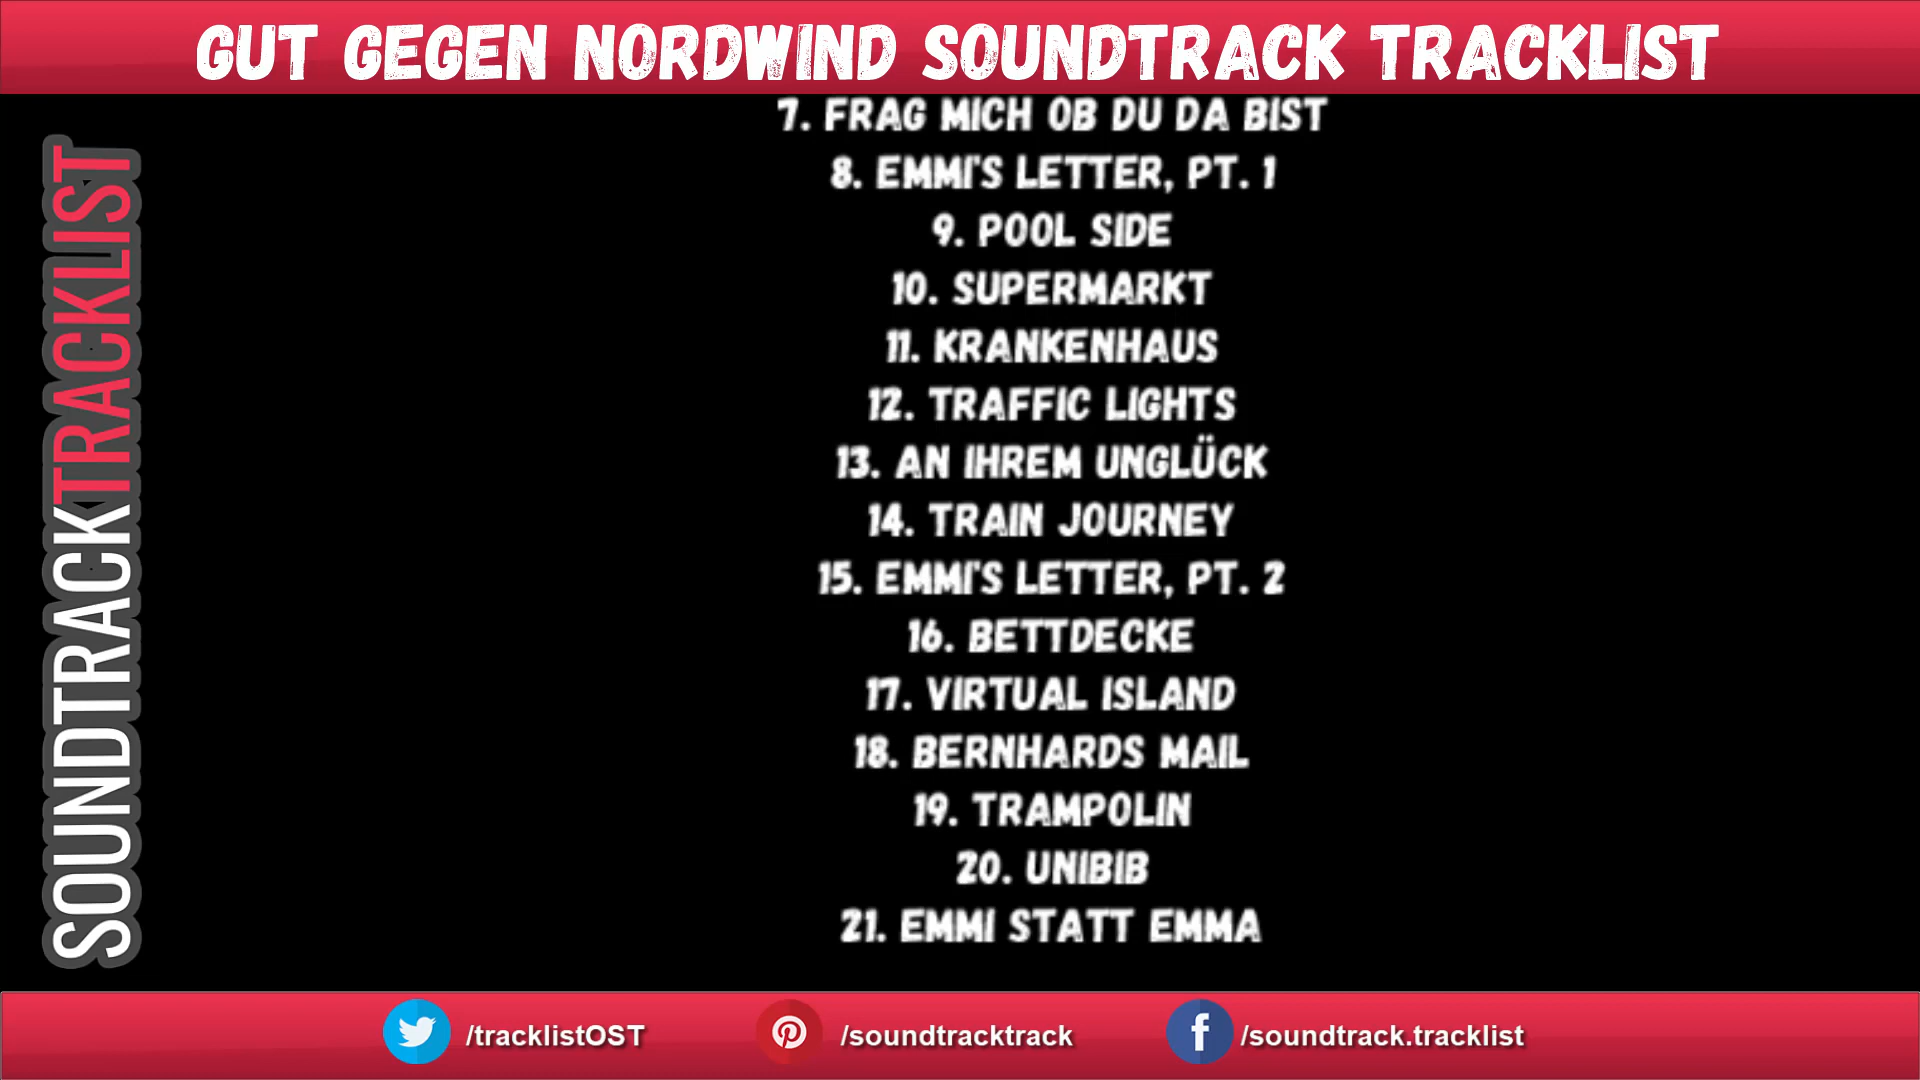 GUT GEGEN NORDWIND SOUNDTRACK TRACKLIST
SOUNDTRACKTRACKLIST
7. FRAG MICH OB DU DA BIST
8. EMMI'S LETTER, PT. 1
9. POOL SIDE
10. SUPERMARKT
11. KRANKENHAUS
12. TRAFFIC LIGHTS
13. AN IHREM UNGLÜCK
14. TRAIN JOURNEY
15. EMMI'S LETTER, PT. 2
16. BETTDECKE
17. VIRTUAL ISLAND
18. BERNHARDS MAIL
19. TRAMPOLIN
20. UNIBIB
21. EMMI STATT EMMA
/tracklistOST
/soundtracktrack
/soundtrack.tracklist